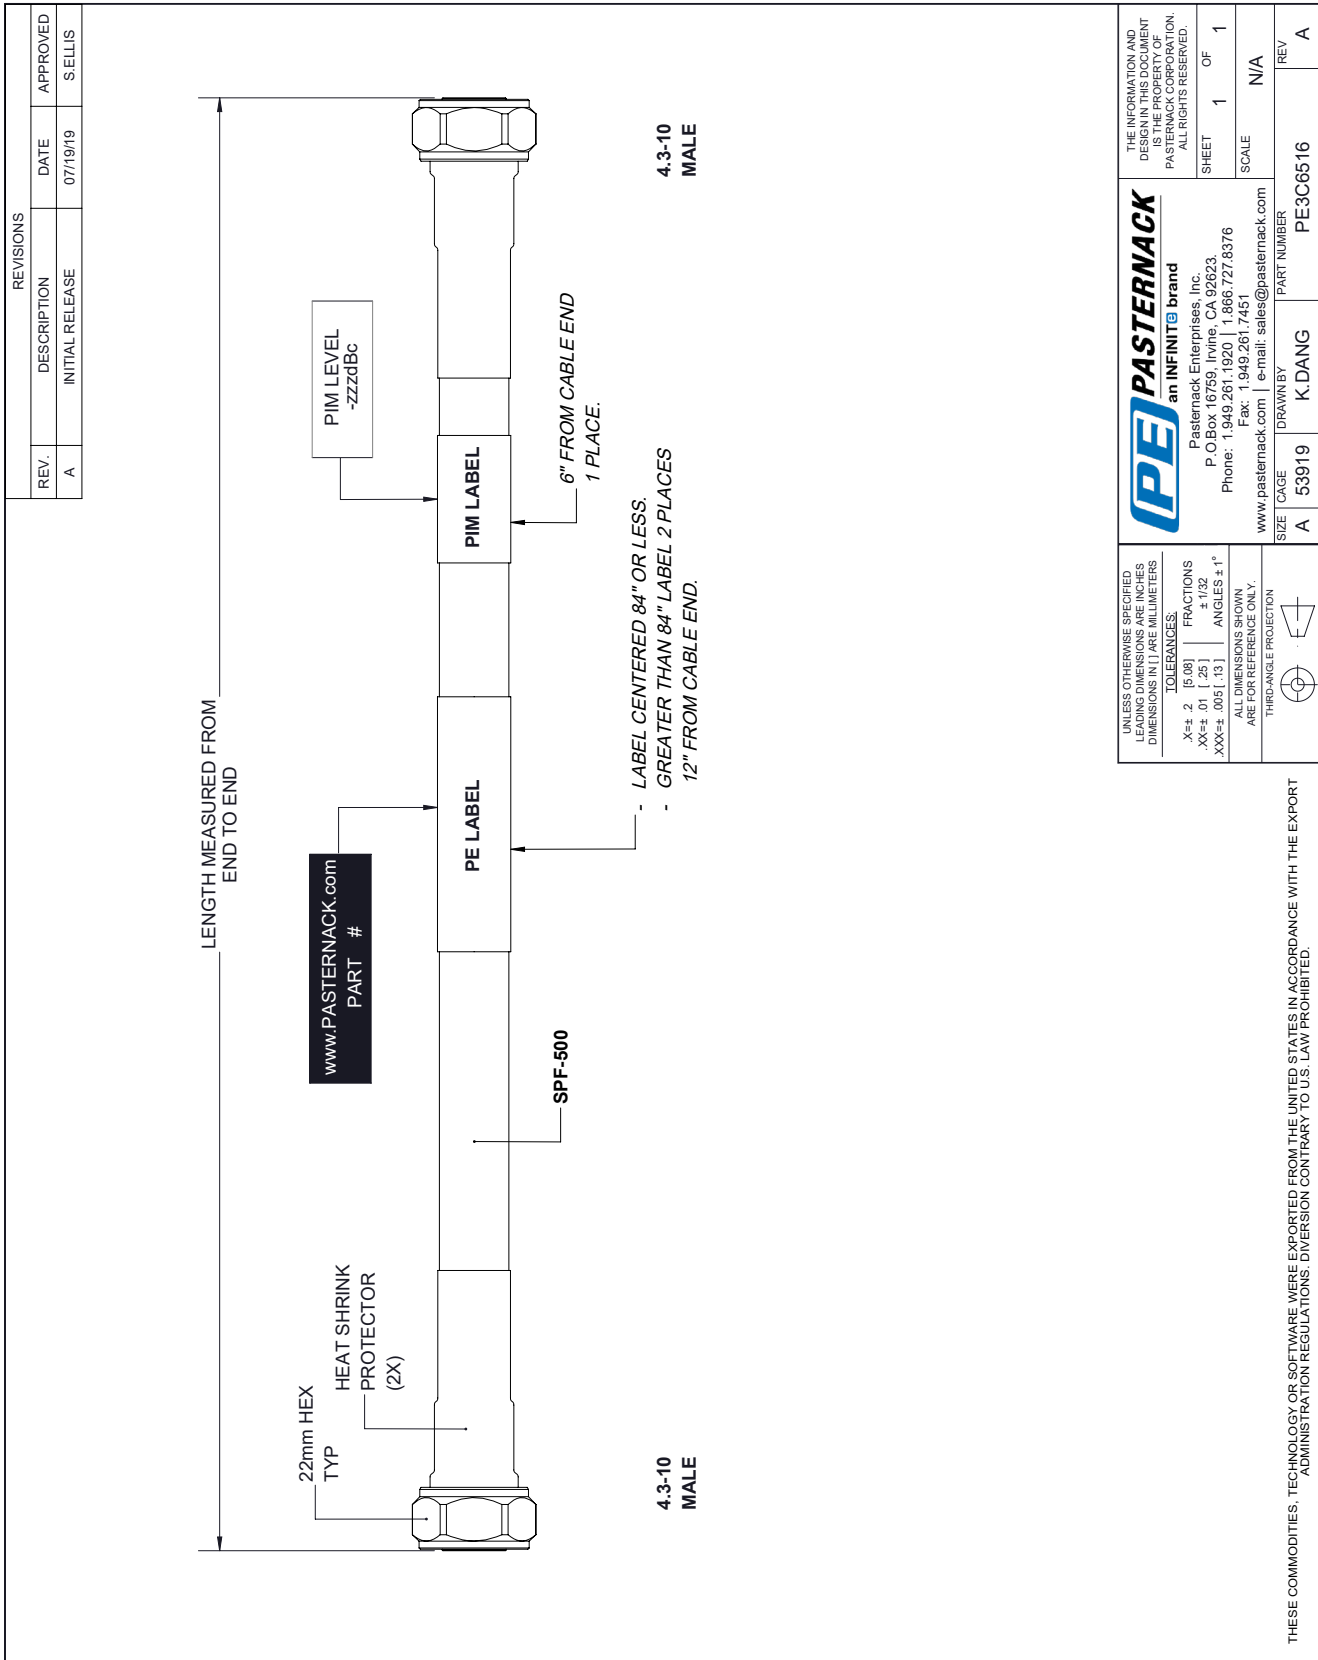 REVISIONS
REV. DESCRIPTION DATE APPROVED
A INITIAL RELEASE 07/19/19 S.ELLIS
LENGTH MEASURED FROM
END TO END
22mm HEX
TYP
HEAT SHRINK
PROTECTOR
(2X)
www.PASTERNACK.com
PART #
PIM LEVEL
-zzzdBc
PE LABEL
PIM LABEL
SPF-500
6" FROM CABLE END
1 PLACE.
- LABEL CENTERED 84" OR LESS.
- GREATER THAN 84" LABEL 2 PLACES
12" FROM CABLE END.
4.3-10
MALE
4.3-10
MALE
UNLESS OTHERWISE SPECIFIED
LEADING DIMENSIONS ARE INCHES
DIMENSIONS IN [ ] ARE MILLIMETERS
TOLERANCES:
.X=± .2 [5.08] FRACTIONS
.XX=± .01 [ .25 ] ± 1/32
.XXX=± .005 [ .13 ] ANGLES ± 1°
ALL DIMENSIONS SHOWN
ARE FOR REFERENCE ONLY.
THIRD-ANGLE PROJECTION
PE PASTERNACK
an INFINITe brand
Pasternack Enterprises, Inc.
P.O.Box 16759, Irvine, CA 92623.
Phone: 1.949.261.1920 | 1.866.727.8376
Fax: 1.949.261.7451
www.pasternack.com | e-mail: sales@pasternack.com
THE INFORMATION AND
DESIGN IN THIS DOCUMENT
IS THE PROPERTY OF
PASTERNACK CORPORATION.
ALL RIGHTS RESERVED.
SHEET 1 OF 1
SCALE N/A
SIZE CAGE DRAWN BY PART NUMBER REV
A 53919 K.DANG PE3C6516 A
THESE COMMODITIES, TECHNOLOGY OR SOFTWARE WERE EXPORTED FROM THE UNITED STATES IN ACCORDANCE WITH THE EXPORT
ADMINISTRATION REGULATIONS. DIVERSION CONTRARY TO U.S. LAW PROHIBITED.